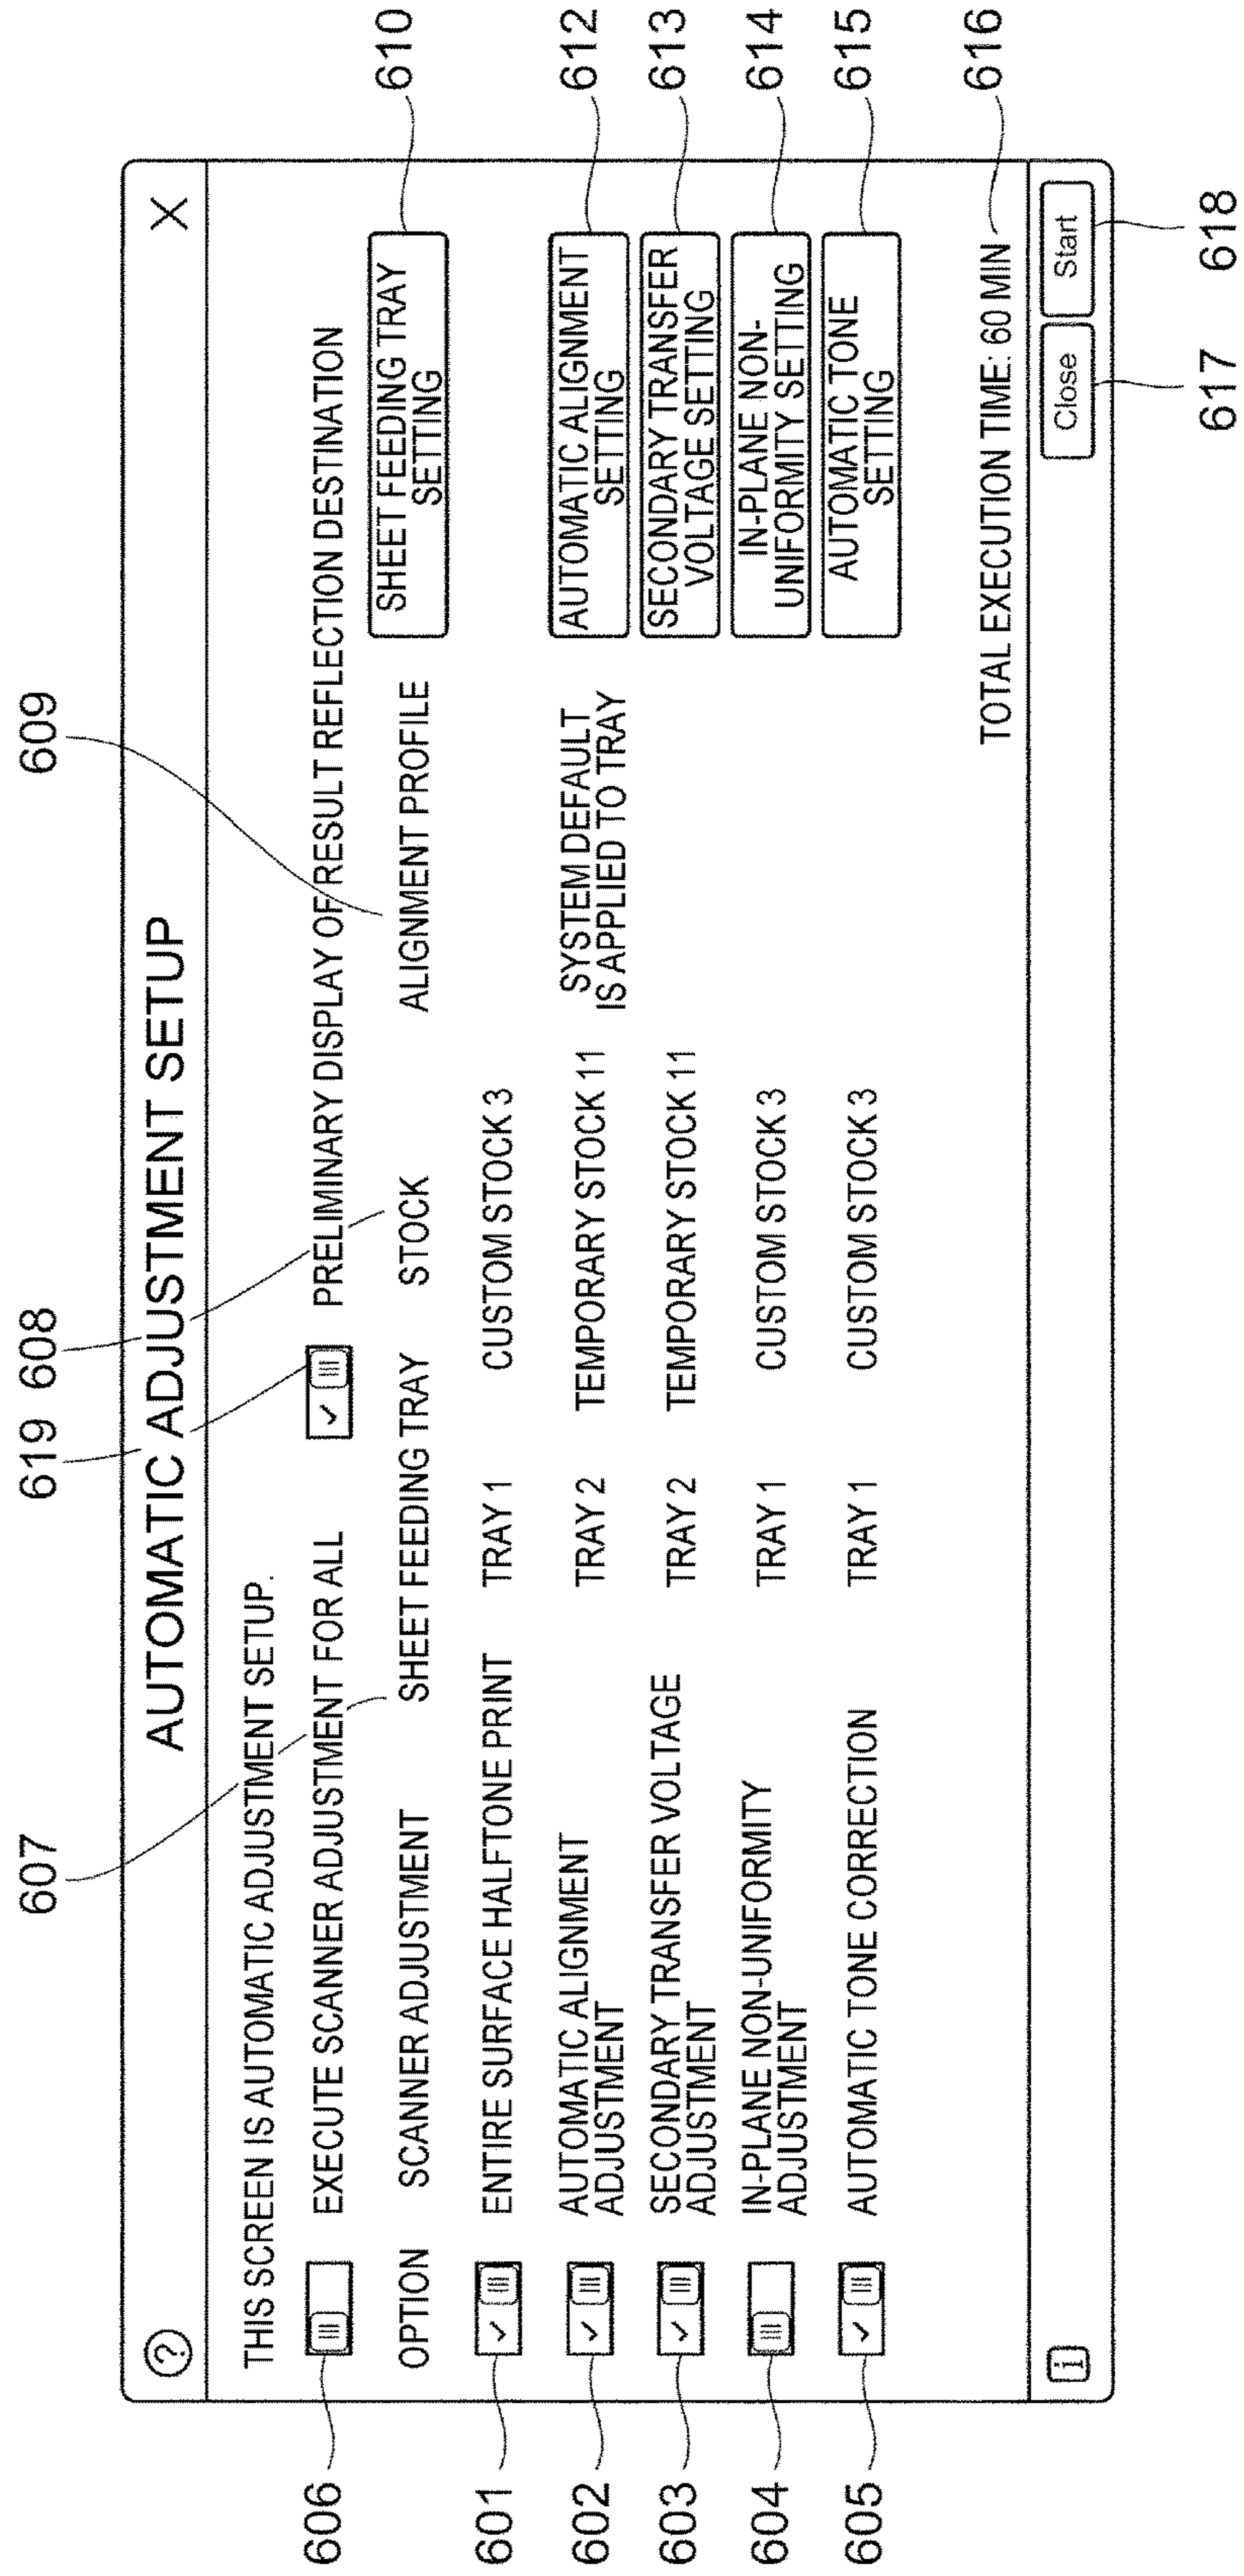 609
619 608
607
AUTOMATIC ADJUSTMENT SETUP
?
X
THIS SCREEN IS AUTOMATIC ADJUSTMENT SETUP.
606
EXECUTE SCANNER ADJUSTMENT FOR ALL
✓
PRELIMINARY DISPLAY OF RESULT REFLECTION DESTINATION
OPTION
SCANNER ADJUSTMENT
SHEET FEEDING TRAY
STOCK
ALIGNMENT PROFILE
SHEET FEEDING TRAY
SETTING
610
601
✓
ENTIRE SURFACE HALFTONE PRINT
TRAY 1
CUSTOM STOCK 3
602
✓
AUTOMATIC ALIGNMENT
ADJUSTMENT
TRAY 2
TEMPORARY STOCK 11
SYSTEM DEFAULT
IS APPLIED TO TRAY
AUTOMATIC ALIGNMENT
SETTING
612
603
✓
SECONDARY TRANSFER VOLTAGE
ADJUSTMENT
TRAY 2
TEMPORARY STOCK 11
SECONDARY TRANSFER
VOLTAGE SETTING
613
604
IN-PLANE NON-UNIFORMITY
ADJUSTMENT
TRAY 1
CUSTOM STOCK 3
IN-PLANE NON-
UNIFORMITY SETTING
614
605
✓
AUTOMATIC TONE CORRECTION
TRAY 1
CUSTOM STOCK 3
AUTOMATIC TONE
SETTING
615
TOTAL EXECUTION TIME: 60 MIN
616
i
Close
Start
617
618